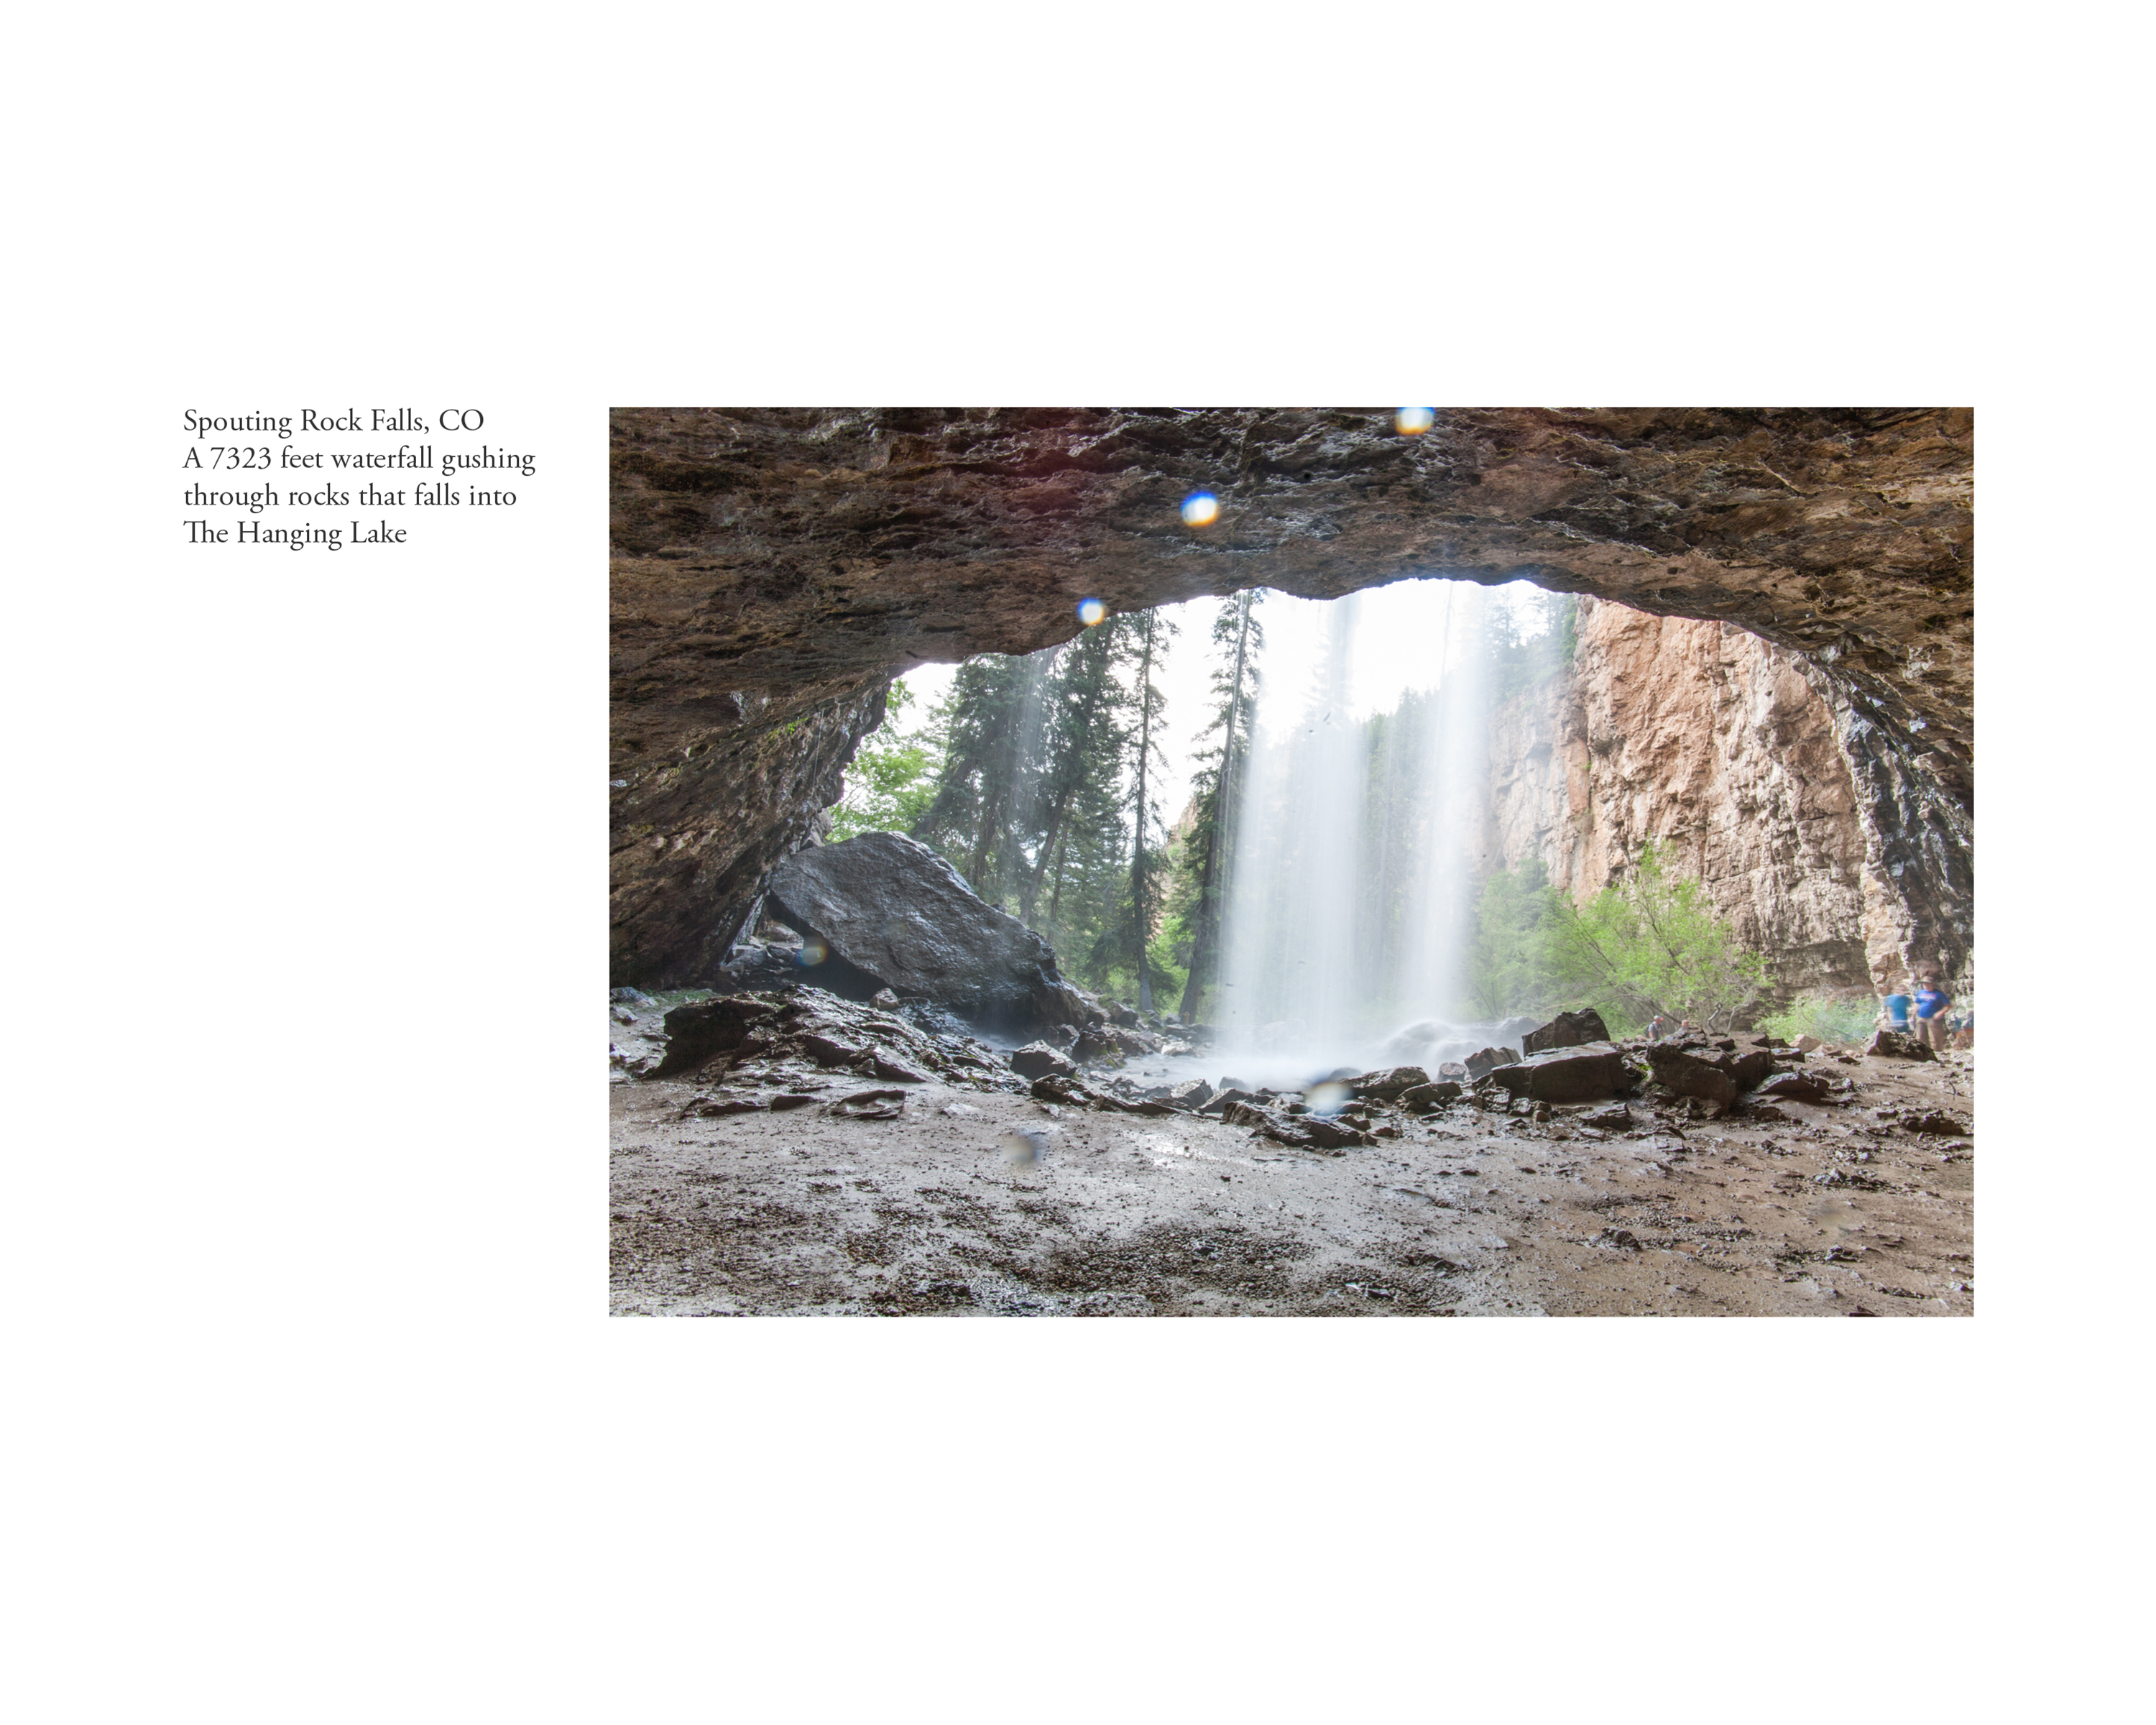 Spouting Rock Falls, CO
A 7323 feet waterfall gushing
through rocks that falls into
The Hanging Lake